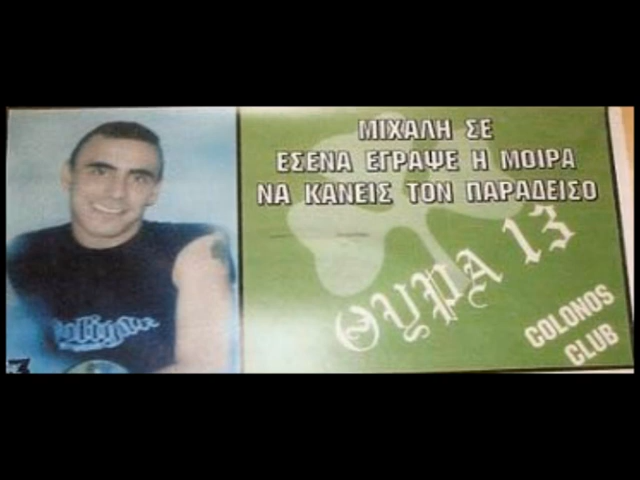 ΜΙΧΑΛΗ ΣΕ
ΕΣΕΝΑ ΕΓΡΑΨΕ Η ΜΟΙΡΑ
ΝΑ ΚΑΝΕΙΣ ΤΟΝ ΠΑΡΑΔΕΙΣΟ
ΘΥΡΑ 13
COLONOS
CLUB